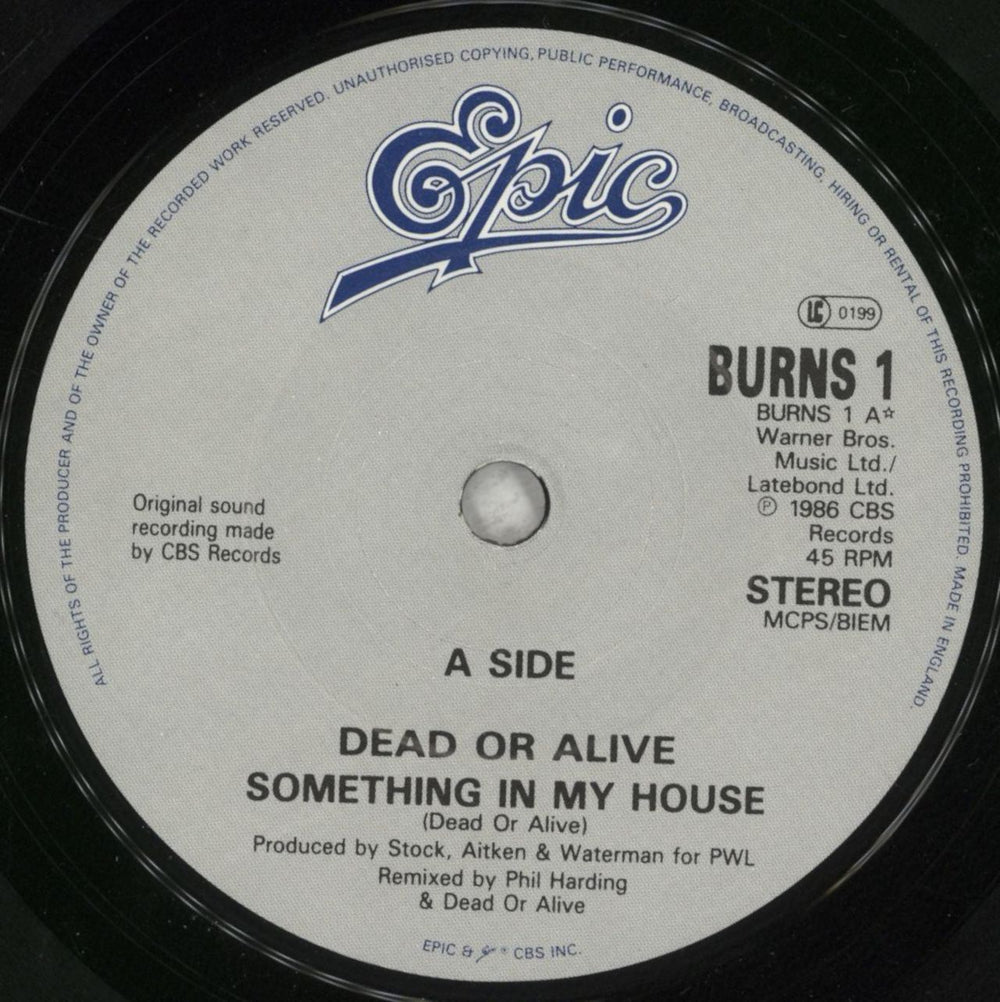 ALL RIGHTS OF THE PRODUCER AND OF THE OWNER OF THE RECORDED WORK RESERVED. UNAUTHORISED COPYING, PUBLIC PERFORMANCE, BROADCASTING, HIRING OR RENTAL OF THIS RECORDING PROHIBITED. MADE IN ENGLAND.
Epic
LC 0199
BURNS 1
BURNS 1 A☆
Warner Bros.
Music Ltd./
Latebond Ltd.
℗ 1986 CBS
Records
45 RPM
STEREO
MCPS/BIEM
Original sound
recording made
by CBS Records
A SIDE
DEAD OR ALIVE
SOMETHING IN MY HOUSE
(Dead Or Alive)
Produced by Stock, Aitken & Waterman for PWL
Remixed by Phil Harding
& Dead Or Alive
EPIC & CBS INC.